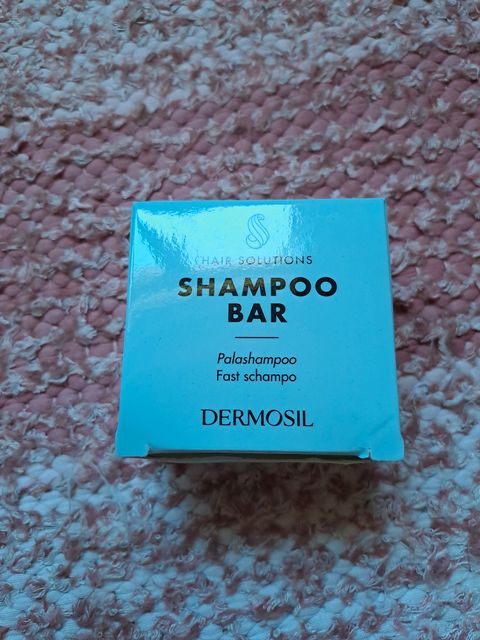 HAIR SOLUTIONS
SHAMPOO
BAR
Palashampoo
Fast schampo
DERMOSIL